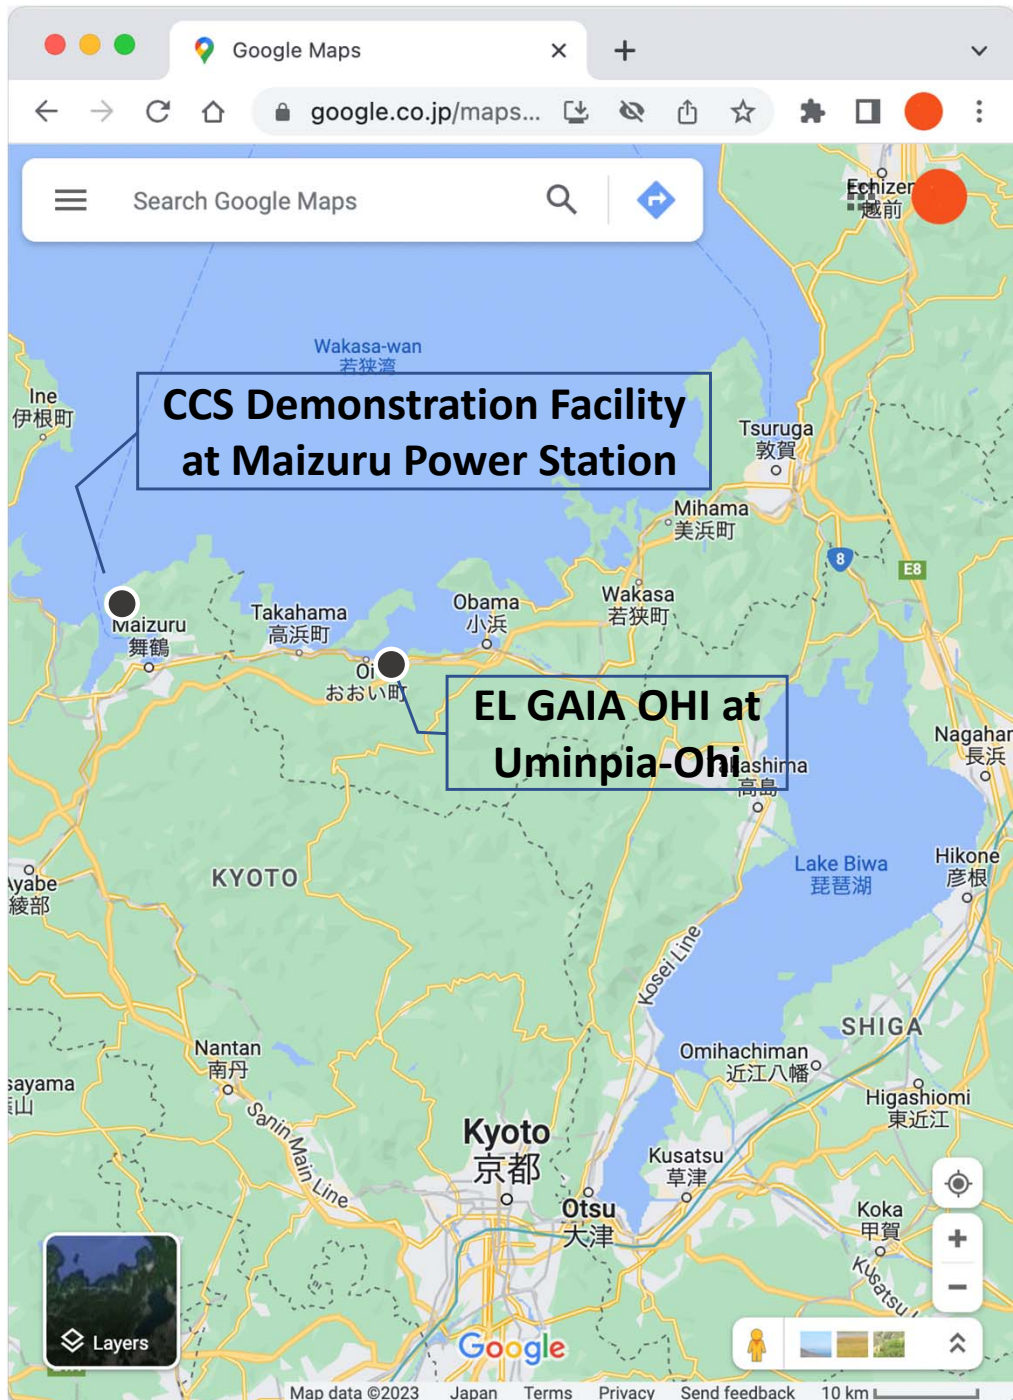 Google Maps
google.co.jp/maps...
Search Google Maps
Echizen
越前
Wakasa-wan
若狭湾
Ine
伊根町
CCS Demonstration Facility
at Maizuru Power Station
Tsuruga
敦賀
Mihama
美浜町
8
E8
Wakasa
若狭町
Obama
小浜
Takahama
高浜町
Maizuru
舞鶴
Oi
おおい町
EL GAIA OHI at
Uminpia-Ohi
Takashima
高島
Nagahar
長浜
Lake Biwa
琵琶湖
Hikone
彦根
KYOTO
Ayabe
綾部
Kosei Line
SHIGA
Nantan
南丹
Omihachiman
近江八幡
sayama
山
Higashiomi
東近江
Sanin Main Line
Kyoto
京都
Kusatsu
草津
Otsu
大津
Koka
甲賀
Kusatsu
Layers
Google
Map data ©2023 Japan Terms Privacy Send feedback 10 km